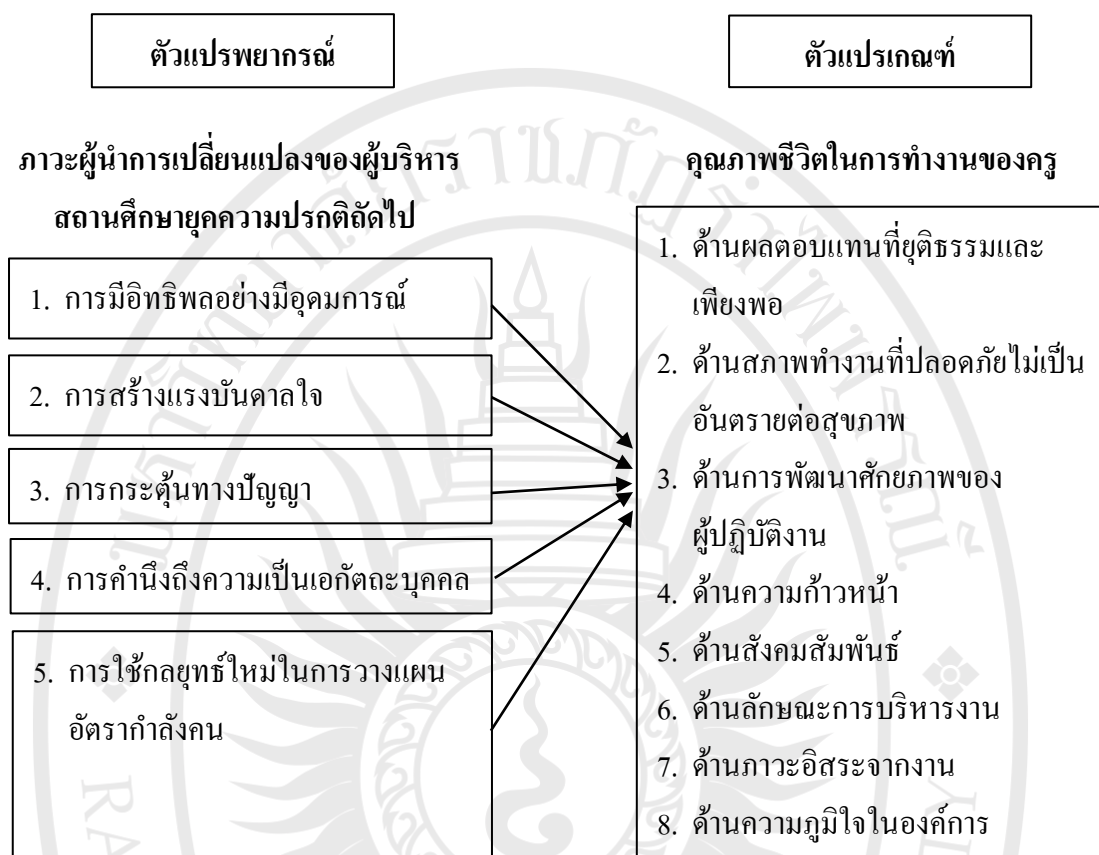 ตัวแปรพยากรณ์
ตัวแปรเกณฑ์
ภาวะผู้นำการเปลี่ยนแปลงของผู้บริหาร
สถานศึกษายุคความปรกติถัดไป
1. การมีอิทธิพลอย่างมีอุดมการณ์
2. การสร้างแรงบันดาลใจ
3. การกระตุ้นทางปัญญา
4. การคำนึงถึงความเป็นเอกัตถะบุคคล
5. การใช้กลยุทธ์ใหม่ในการวางแผน
อัตรากำลังคน
คุณภาพชีวิตในการทำงานของครู
1. ด้านผลตอบแทนที่ยุติธรรมและ
เพียงพอ
2. ด้านสภาพทำงานที่ปลอดภัยไม่เป็น
อันตรายต่อสุขภาพ
3. ด้านการพัฒนาศักยภาพของ
ผู้ปฏิบัติงาน
4. ด้านความก้าวหน้า
5. ด้านสังคมสัมพันธ์
6. ด้านลักษณะการบริหารงาน
7. ด้านภาวะอิสระจากงาน
8. ด้านความภูมิใจในองค์การ